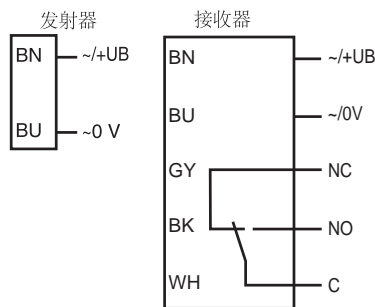 发射器
BN ~/+UB
BU ~0 V
接收器
BN ~/+UB
BU ~/0V
GY NC
BK NO
WH C